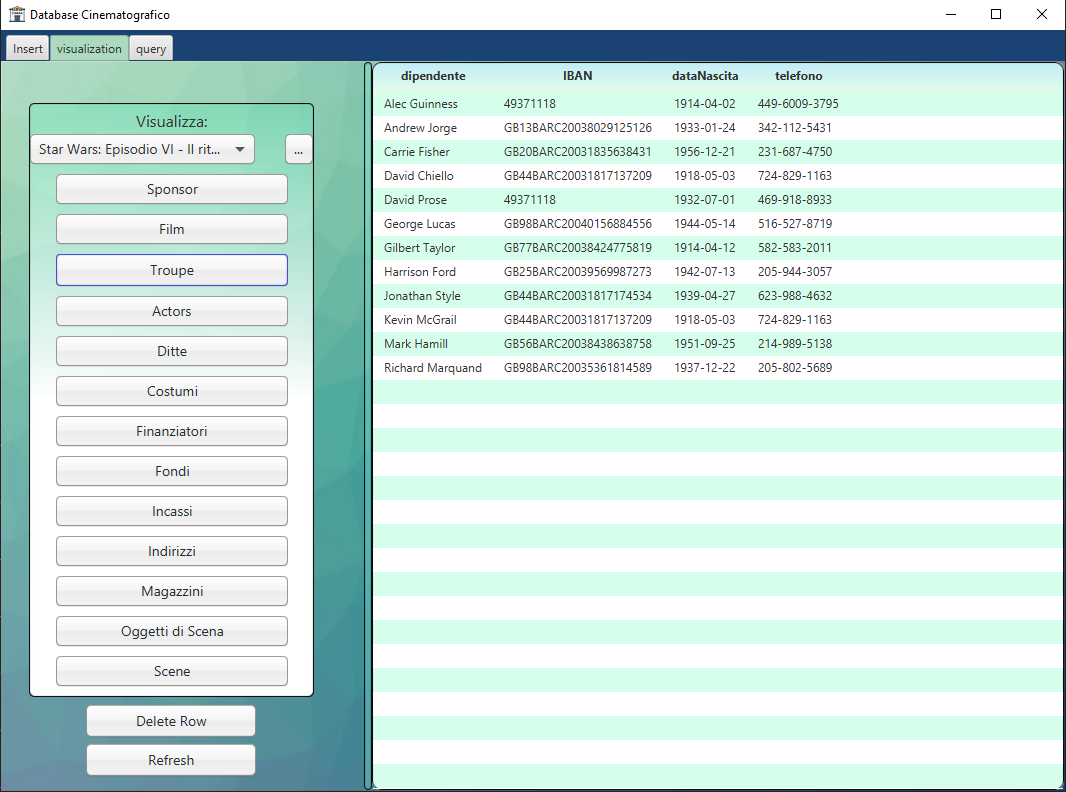 Database Cinematografico
Insert visualization query
Visualizza:
Star Wars: Episodio VI - Il rit... ...
Sponsor
Film
Troupe
Actors
Ditte
Costumi
Finanziatori
Fondi
Incassi
Indirizzi
Magazzini
Oggetti di Scena
Scene
Delete Row
Refresh
dipendente IBAN dataNascita telefono
Alec Guinness 49371118 1914-04-02 449-6009-3795
Andrew Jorge GB13BARC20038029125126 1933-01-24 342-112-5431
Carrie Fisher GB20BARC20031835638431 1956-12-21 231-687-4750
David Chiello GB44BARC20031817137209 1918-05-03 724-829-1163
David Prose 49371118 1932-07-01 469-918-8933
George Lucas GB98BARC20040156884556 1944-05-14 516-527-8719
Gilbert Taylor GB77BARC20038424775819 1914-04-12 582-583-2011
Harrison Ford GB25BARC20039569987273 1942-07-13 205-944-3057
Jonathan Style GB44BARC20031817174534 1939-04-27 623-988-4632
Kevin McGrail GB44BARC20031817137209 1918-05-03 724-829-1163
Mark Hamill GB56BARC20038438638758 1951-09-25 214-989-5138
Richard Marquand GB98BARC20035361814589 1937-12-22 205-802-5689